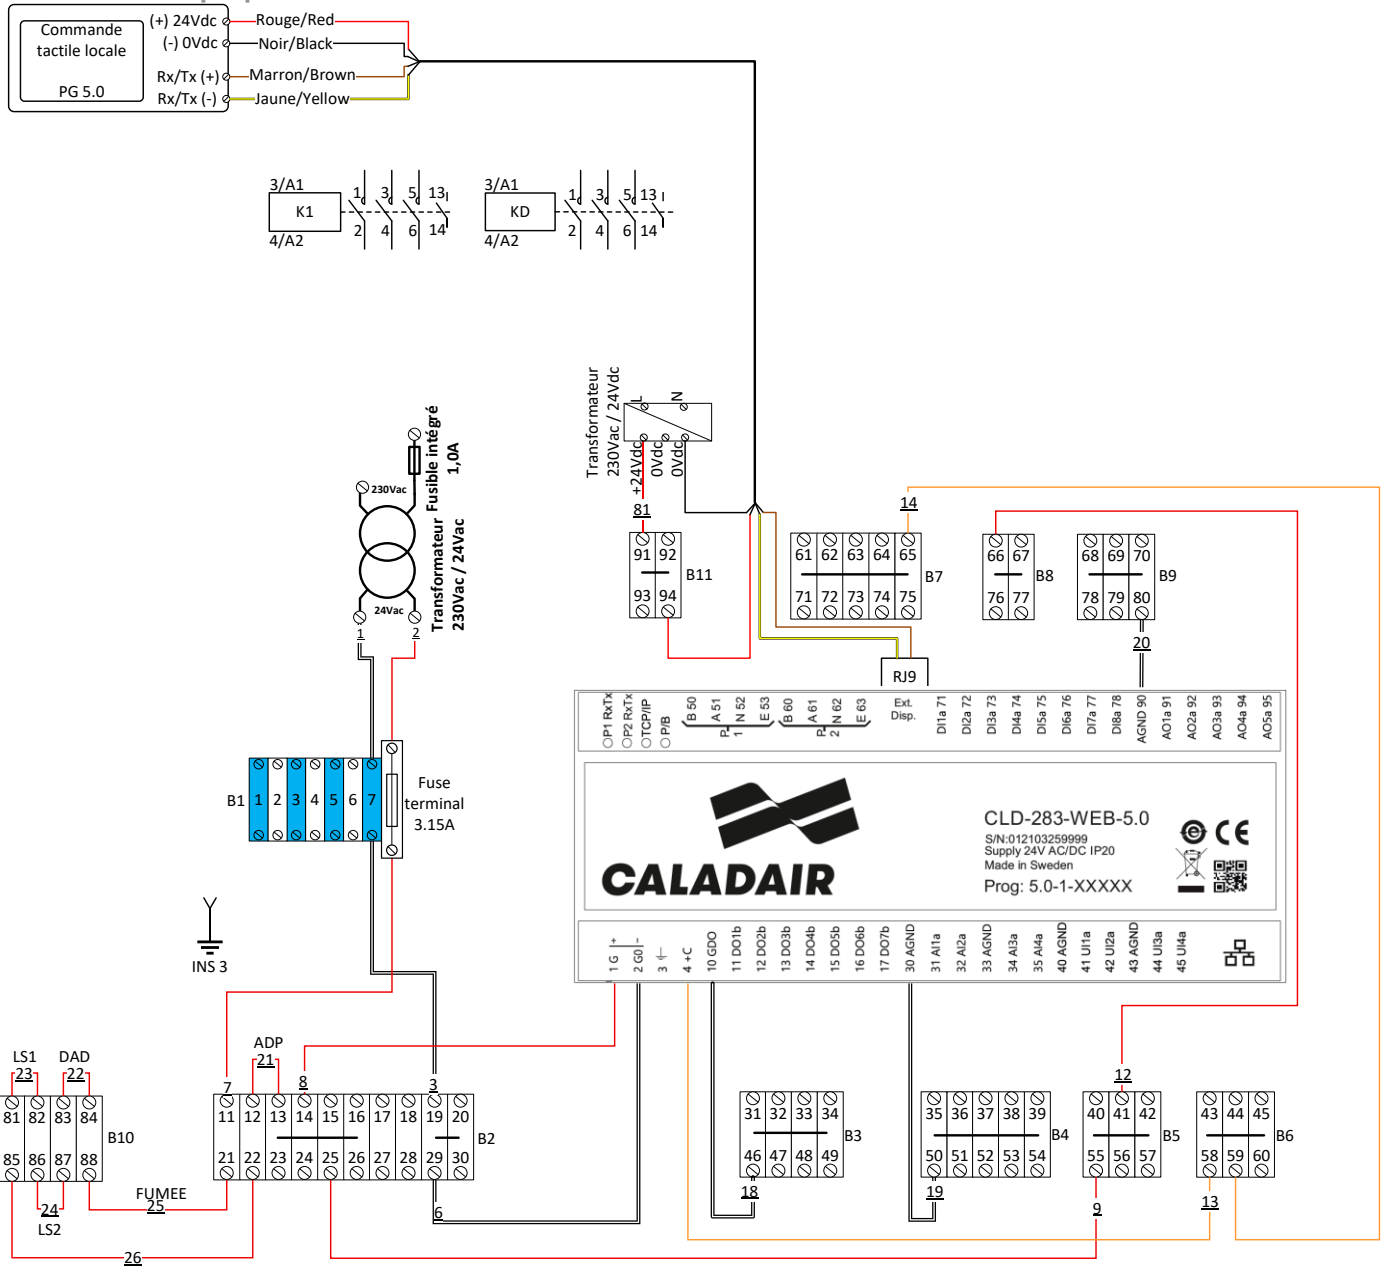 Commande
tactile locale
PG 5.0
(+) 24Vdc
(-) 0Vdc
Rx/Tx (+)
Rx/Tx (-)
Rouge/Red
Noir/Black
Marron/Brown
Jaune/Yellow
3/A1
K1
4/A2
1 3 5 13
2 4 6 14
3/A1
KD
4/A2
1 3 5 13
2 4 6 14
Transformateur
230Vac / 24Vdc
L N
+24Vdc
0Vdc
0Vdc
81
Fusible intégré
1,0A
230Vac
24Vac
Transformateur
230Vac / 24Vac
1 2
91 92
93 94
B11
14
61 62 63 64 65
71 72 73 74 75
B7
66 67
76 77
B8
68 69 70
78 79 80
B9
20
RJ9
P1 RxTx
P2 RxTx
TCP/IP
P/B
B 50
A 51
N 52
E 53
P 1
B 60
A 61
N 62
E 63
P 2
Ext.
Disp.
DI1a 71
DI2a 72
DI3a 73
DI4a 74
DI5a 75
DI6a 76
DI7a 77
DI8a 78
AGND 90
AO1a 91
AO2a 92
AO3a 93
AO4a 94
AO5a 95
B1
1 2 3 4 5 6 7
Fuse
terminal
3.15A
CALADAIR
CLD-283-WEB-5.0
S/N:012103259999
Supply 24V AC/DC IP20
Made in Sweden
Prog: 5.0-1-XXXXX
CE
INS 3
1 G +
2 G0 -
3
4 +C
10 GDO
11 DO1b
12 DO2b
13 DO3b
14 DO4b
15 DO5b
16 DO6b
17 DO7b
30 AGND
31 AI1a
32 AI2a
33 AGND
34 AI3a
35 AI4a
40 AGND
41 UI1a
42 UI2a
43 AGND
44 UI3a
45 UI4a
LS1
23
DAD
22
81 82 83 84
85 86 87 88
B10
24
LS2
FUMEE
25
26
7
ADP
21
8
3
11 12 13 14 15 16 17 18 19 20
21 22 23 24 25 26 27 28 29 30
B2
6
31 32 33 34
46 47 48 49
B3
18
35 36 37 38 39
50 51 52 53 54
B4
19
12
40 41 42
55 56 57
B5
9
43 44 45
58 59 60
B6
13